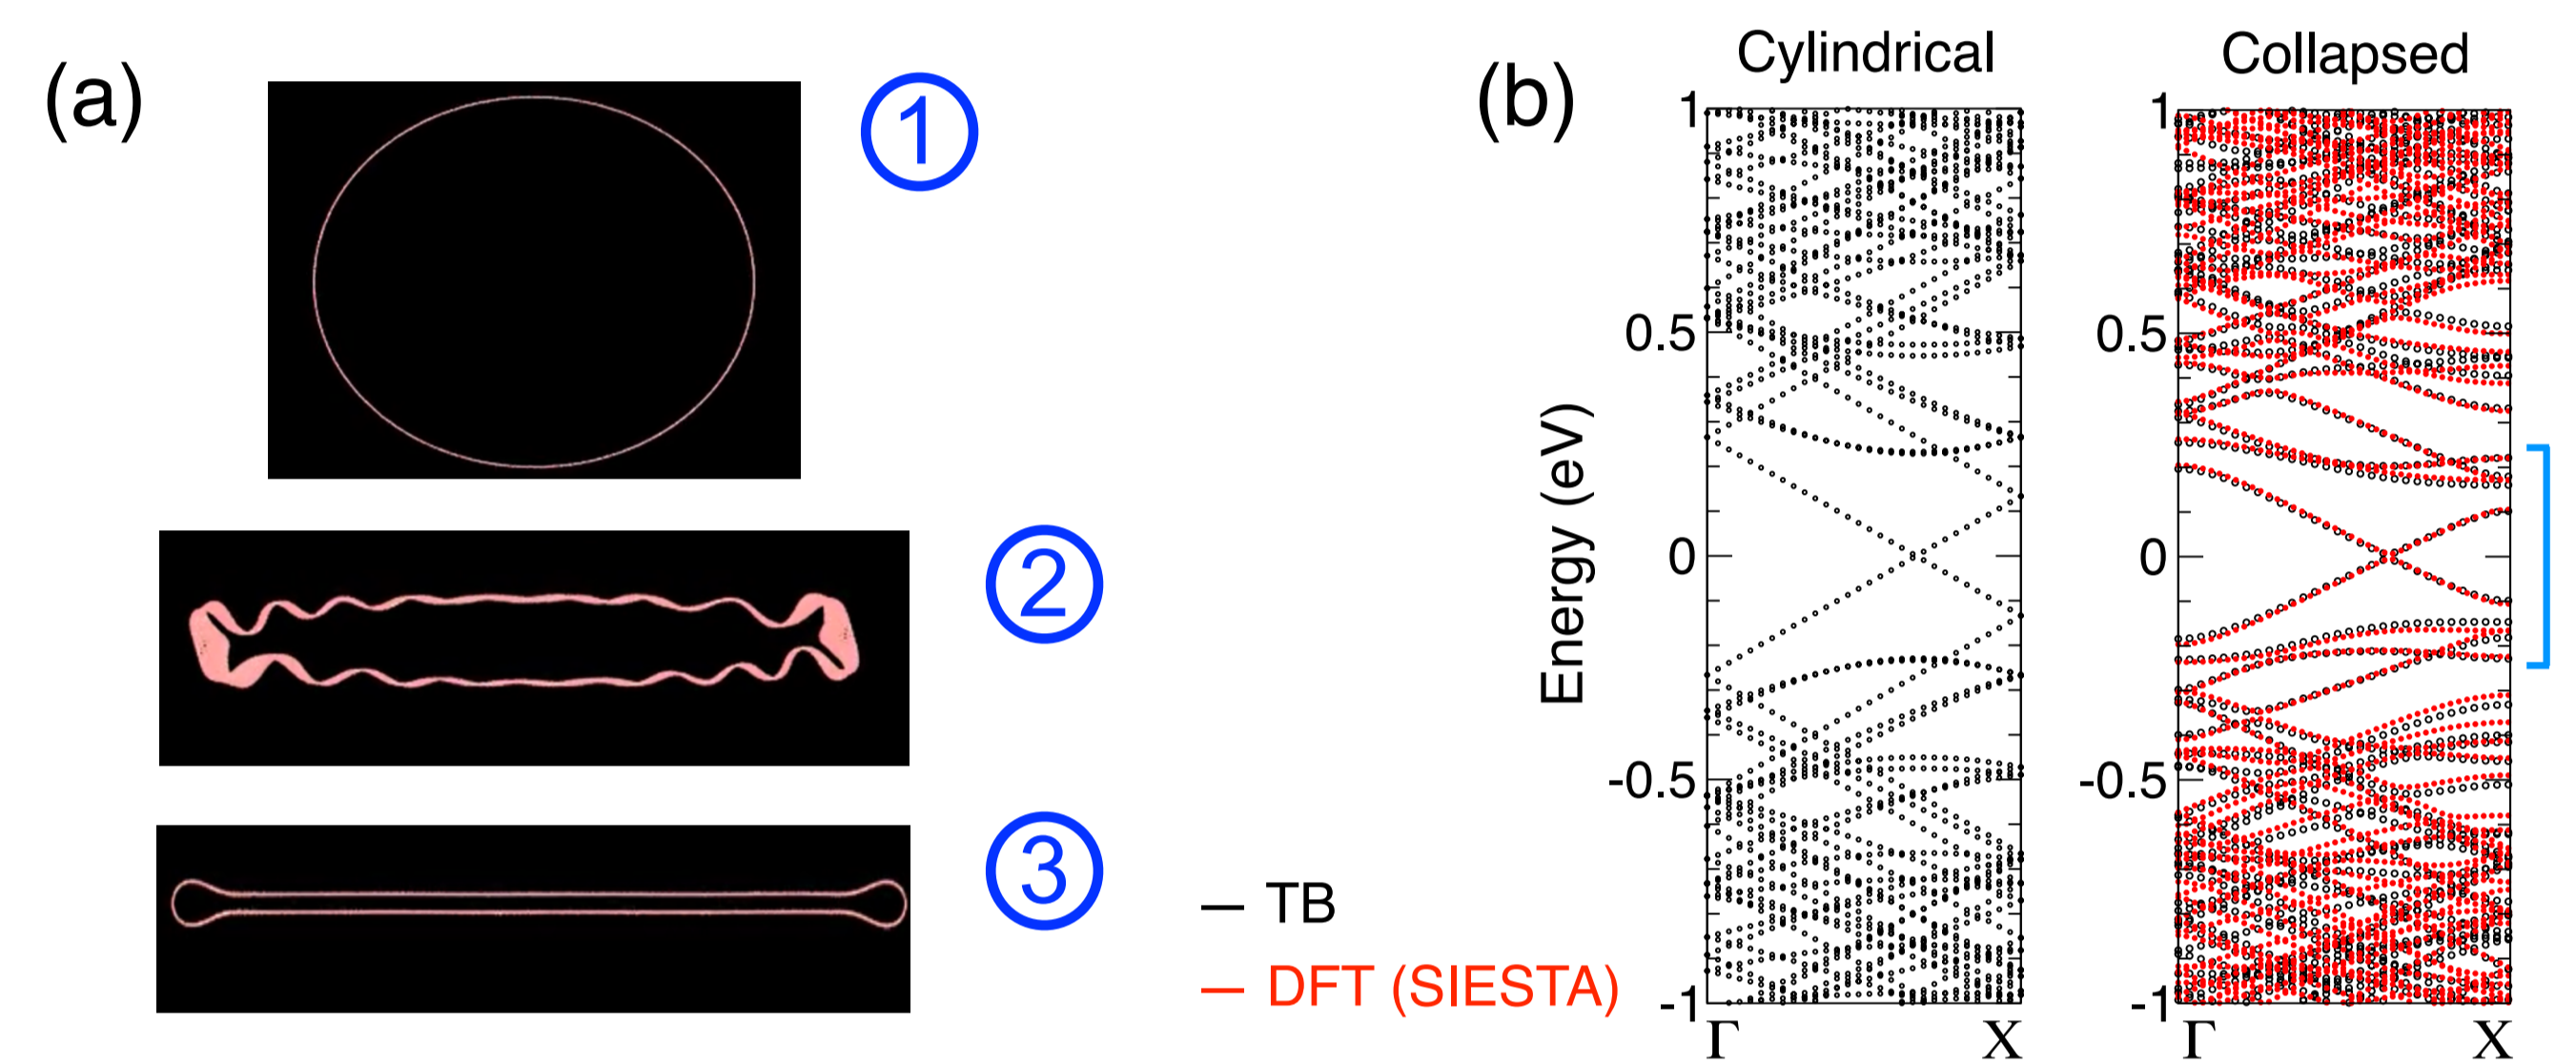 (a)
1
2
3
— TB
— DFT (SIESTA)
(b)
Cylindrical
Energy (eV)
1
0.5
0
-0.5
-1
Γ X
Collapsed
1
0.5
0
-0.5
-1
Γ X